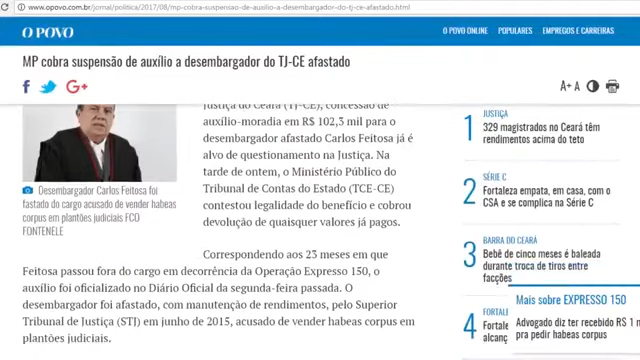 www.opovo.com.br/jornal/politica/2017/08/mp-cobra-suspensao-de-auxilio-a-desembargador-do-tj-ce-afastado.html
O POVO
O POVO ONLINE POPULARES EMPREGOS E CARREIRAS
MP cobra suspensão de auxílio a desembargador do TJ-CE afastado
f G+ A+ A
Justiça do Ceará (TJ-CE), concessão de
auxílio-moradia em R$ 102,3 mil para o
desembargador afastado Carlos Feitosa já é
alvo de questionamento na Justiça. Na
tarde de ontem, o Ministério Público do
Tribunal de Contas do Estado (TCE-CE)
contestou legalidade do benefício e cobrou
devolução de quaisquer valores já pagos.
Desembargador Carlos Feitosa foi
fastado do cargo acusado de vender habeas
corpus em plantões judiciais FCO
FONTENELE
Correspondendo aos 23 meses em que
Feitosa passou fora do cargo em decorrência da Operação Expresso 150, o
auxílio foi oficializado no Diário Oficial da segunda-feira passada. O
desembargador foi afastado, com manutenção de rendimentos, pelo Superior
Tribunal de Justiça (STJ) em junho de 2015, acusado de vender habeas corpus em
plantões judiciais.
1
JUSTIÇA
329 magistrados no Ceará têm
rendimentos acima do teto
2
SÉRIE C
Fortaleza empata, em casa, com o
CSA e se complica na Série C
3
BARRA DO CEARÁ
Bebê de cinco meses é baleada
durante troca de tiros entre
facções
4
FORTALE
Fortale
alcanç
Mais sobre EXPRESSO 150
Advogado diz ter recebido R$ 1 m
pra pedir habeas corpus